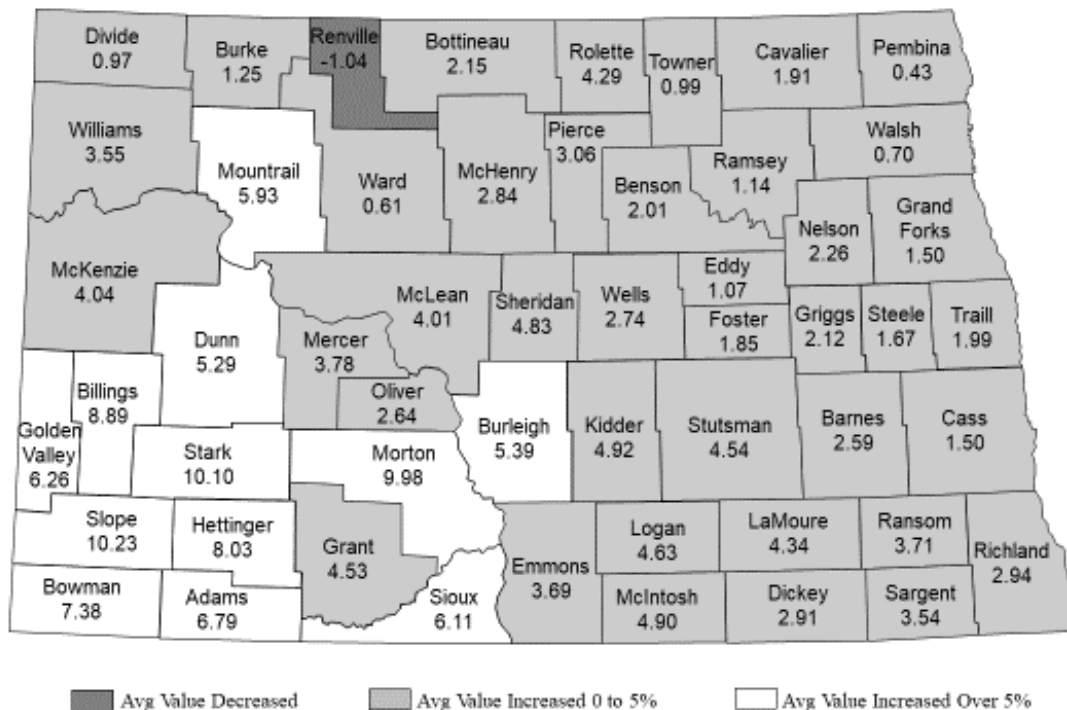 Divide
0.97
Burke
1.25
Renville
-1.04
Bottineau
2.15
Rolette
4.29
Towner
0.99
Cavalier
1.91
Pembina
0.43
Williams
3.55
Mountrail
5.93
Ward
0.61
McHenry
2.84
Pierce
3.06
Benson
2.01
Ramsey
1.14
Walsh
0.70
Nelson
2.26
Grand
Forks
1.50
McKenzie
4.04
Dunn
5.29
McLean
4.01
Mercer
3.78
Oliver
2.64
Sheridan
4.83
Wells
2.74
Eddy
1.07
Foster
1.85
Griggs
2.12
Steele
1.67
Traill
1.99
Golden
Valley
6.26
Billings
8.89
Stark
10.10
Morton
9.98
Burleigh
5.39
Kidder
4.92
Stutsman
4.54
Barnes
2.59
Cass
1.50
Slope
10.23
Hettinger
8.03
Grant
4.53
Emmons
3.69
Logan
4.63
LaMoure
4.34
Ransom
3.71
Richland
2.94
Bowman
7.38
Adams
6.79
Sioux
6.11
McIntosh
4.90
Dickey
2.91
Sargent
3.54
Avg Value Decreased
Avg Value Increased 0 to 5%
Avg Value Increased Over 5%